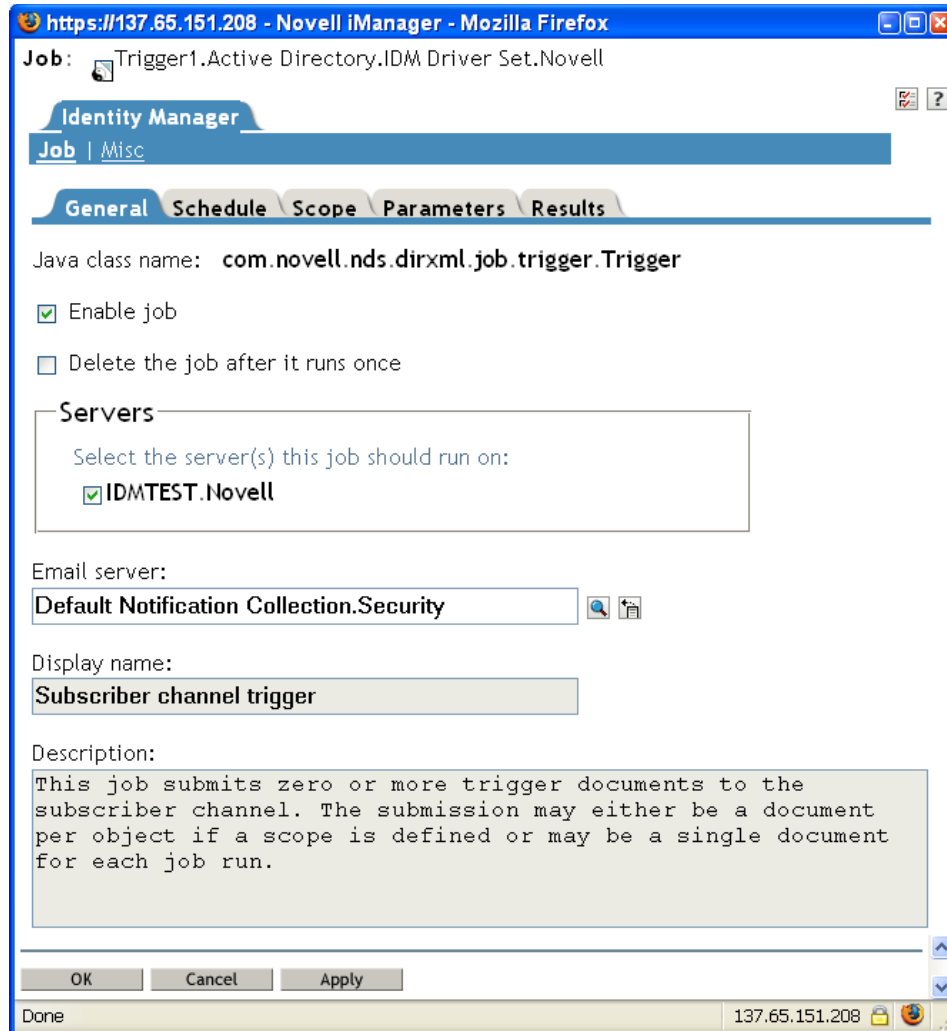 https://137.65.151.208 - Novell iManager - Mozilla Firefox
Job: Trigger1.Active Directory.IDM Driver Set.Novell
?
Identity Manager
Job | Misc
General Schedule Scope Parameters Results
Java class name: com.novell.nds.dirxml.job.trigger.Trigger
Enable job
Delete the job after it runs once
Servers
Select the server(s) this job should run on:
IDMTEST.Novell
Email server:
Default Notification Collection.Security
Display name:
Subscriber channel trigger
Description:
This job submits zero or more trigger documents to the
subscriber channel. The submission may either be a document
per object if a scope is defined or may be a single document
for each job run.
OK Cancel Apply
Done 137.65.151.208